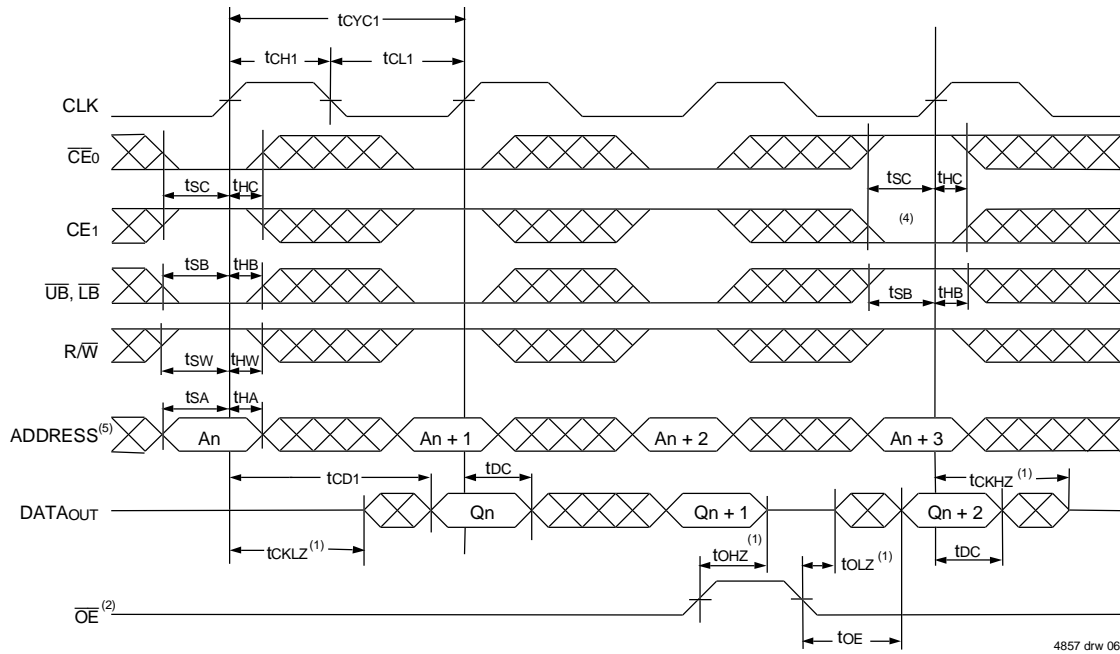 tCYC1
tCH1 tCL1
CLK
CE0
tSC tHC tSC tHC
CE1 (4)
tSB tHB
UB, LB tSB tHB
R/W
tSW tHW
tSA tHA
ADDRESS(5) An An + 1 An + 2 An + 3
tCD1 tDC tCKHZ (1)
DATAOUT Qn Qn + 1 Qn + 2
tCKLZ (1) tOHZ (1) tOLZ (1) tDC
OE (2)
tOE
4857 drw 06